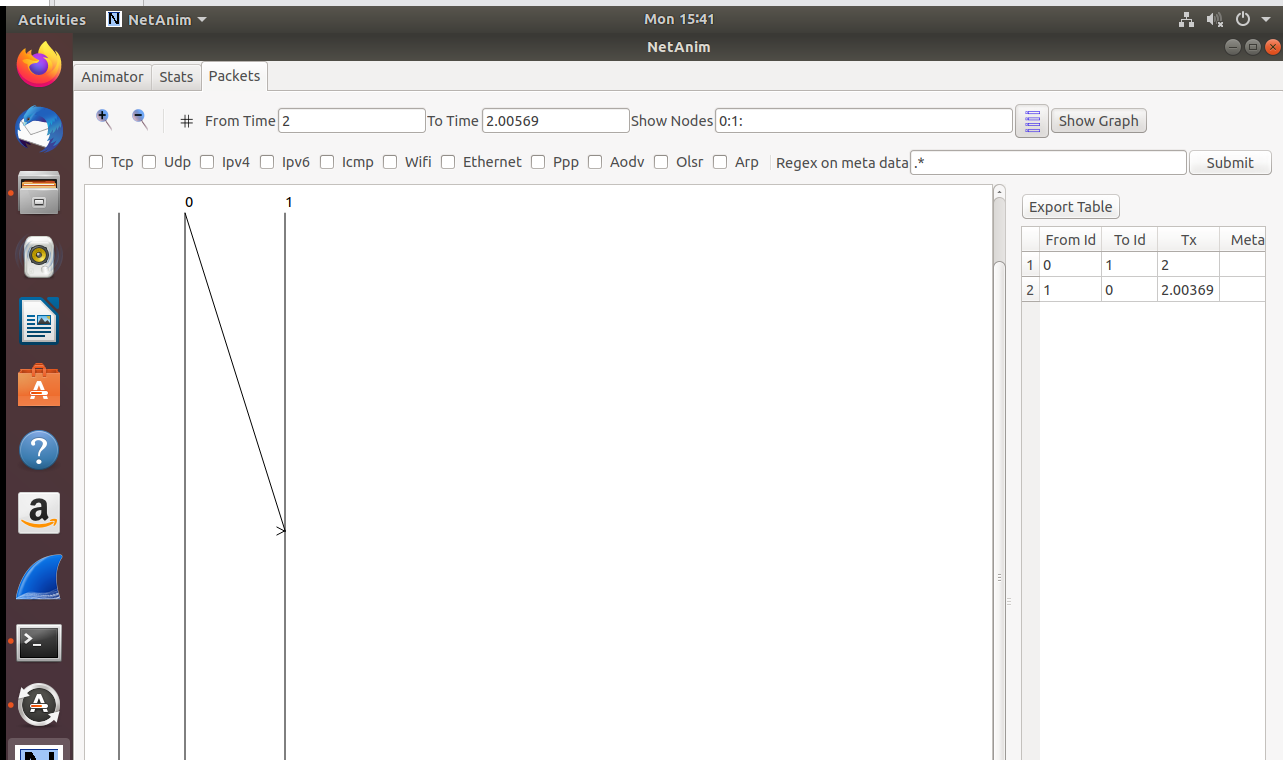 Activities NetAnim Mon 15:41
NetAnim
Animator Stats Packets
# From Time 2 To Time 2.00569 Show Nodes 0:1: Show Graph
Tcp Udp Ipv4 Ipv6 Icmp Wifi Ethernet Ppp Aodv Olsr Arp Regex on meta data .* Submit
0 1
Export Table
From Id To Id Tx Meta
1 0 1 2
2 1 0 2.00369